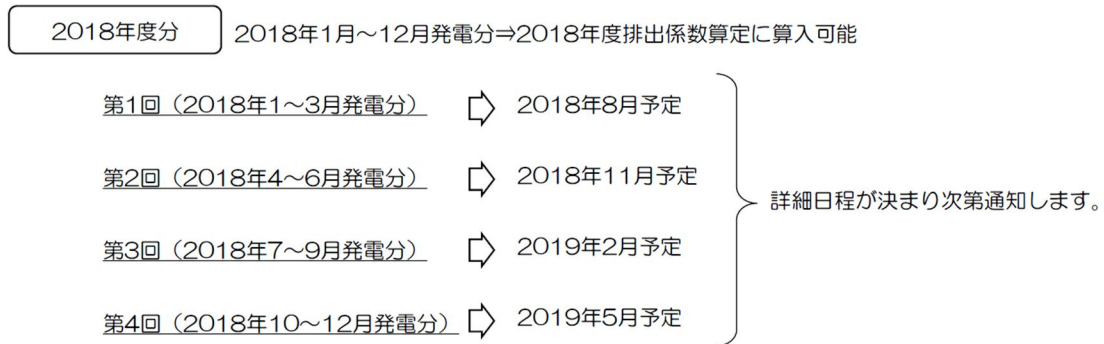 2018年度分 2018年1月～12月発電分⇒2018年度排出係数算定に算入可能
第1回（2018年1～3月発電分） ⇨ 2018年8月予定
第2回（2018年4～6月発電分） ⇨ 2018年11月予定
詳細日程が決まり次第通知します。
第3回（2018年7～9月発電分） ⇨ 2019年2月予定
第4回（2018年10～12月発電分） ⇨ 2019年5月予定